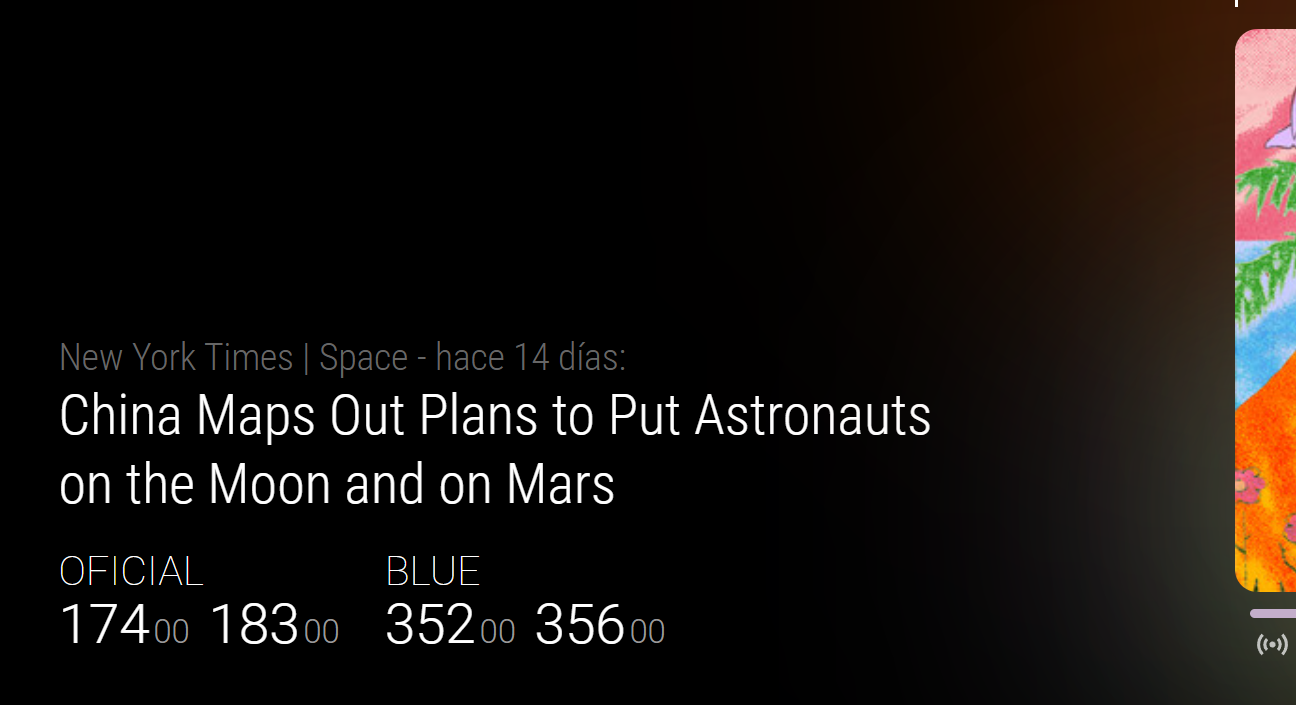 New York Times | Space - hace 14 días:
China Maps Out Plans to Put Astronauts
on the Moon and on Mars
OFICIAL BLUE
174 00 183 00 352 00 356 00